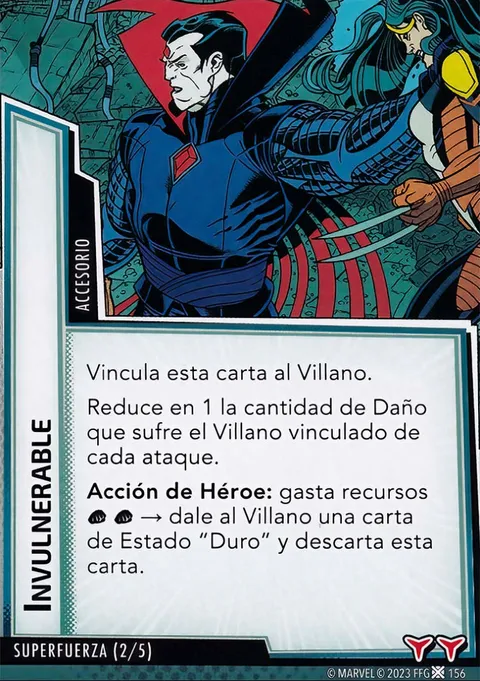 ACCESORIO
INVULNERABLE
Vincula esta carta al Villano.
Reduce en 1 la cantidad de Daño
que sufre el Villano vinculado de
cada ataque.
Acción de Héroe: gasta recursos
→ dale al Villano una carta
de Estado “Duro” y descarta esta
carta.
SUPERFUERZA (2/5)
© MARVEL © 2023 FFG 156